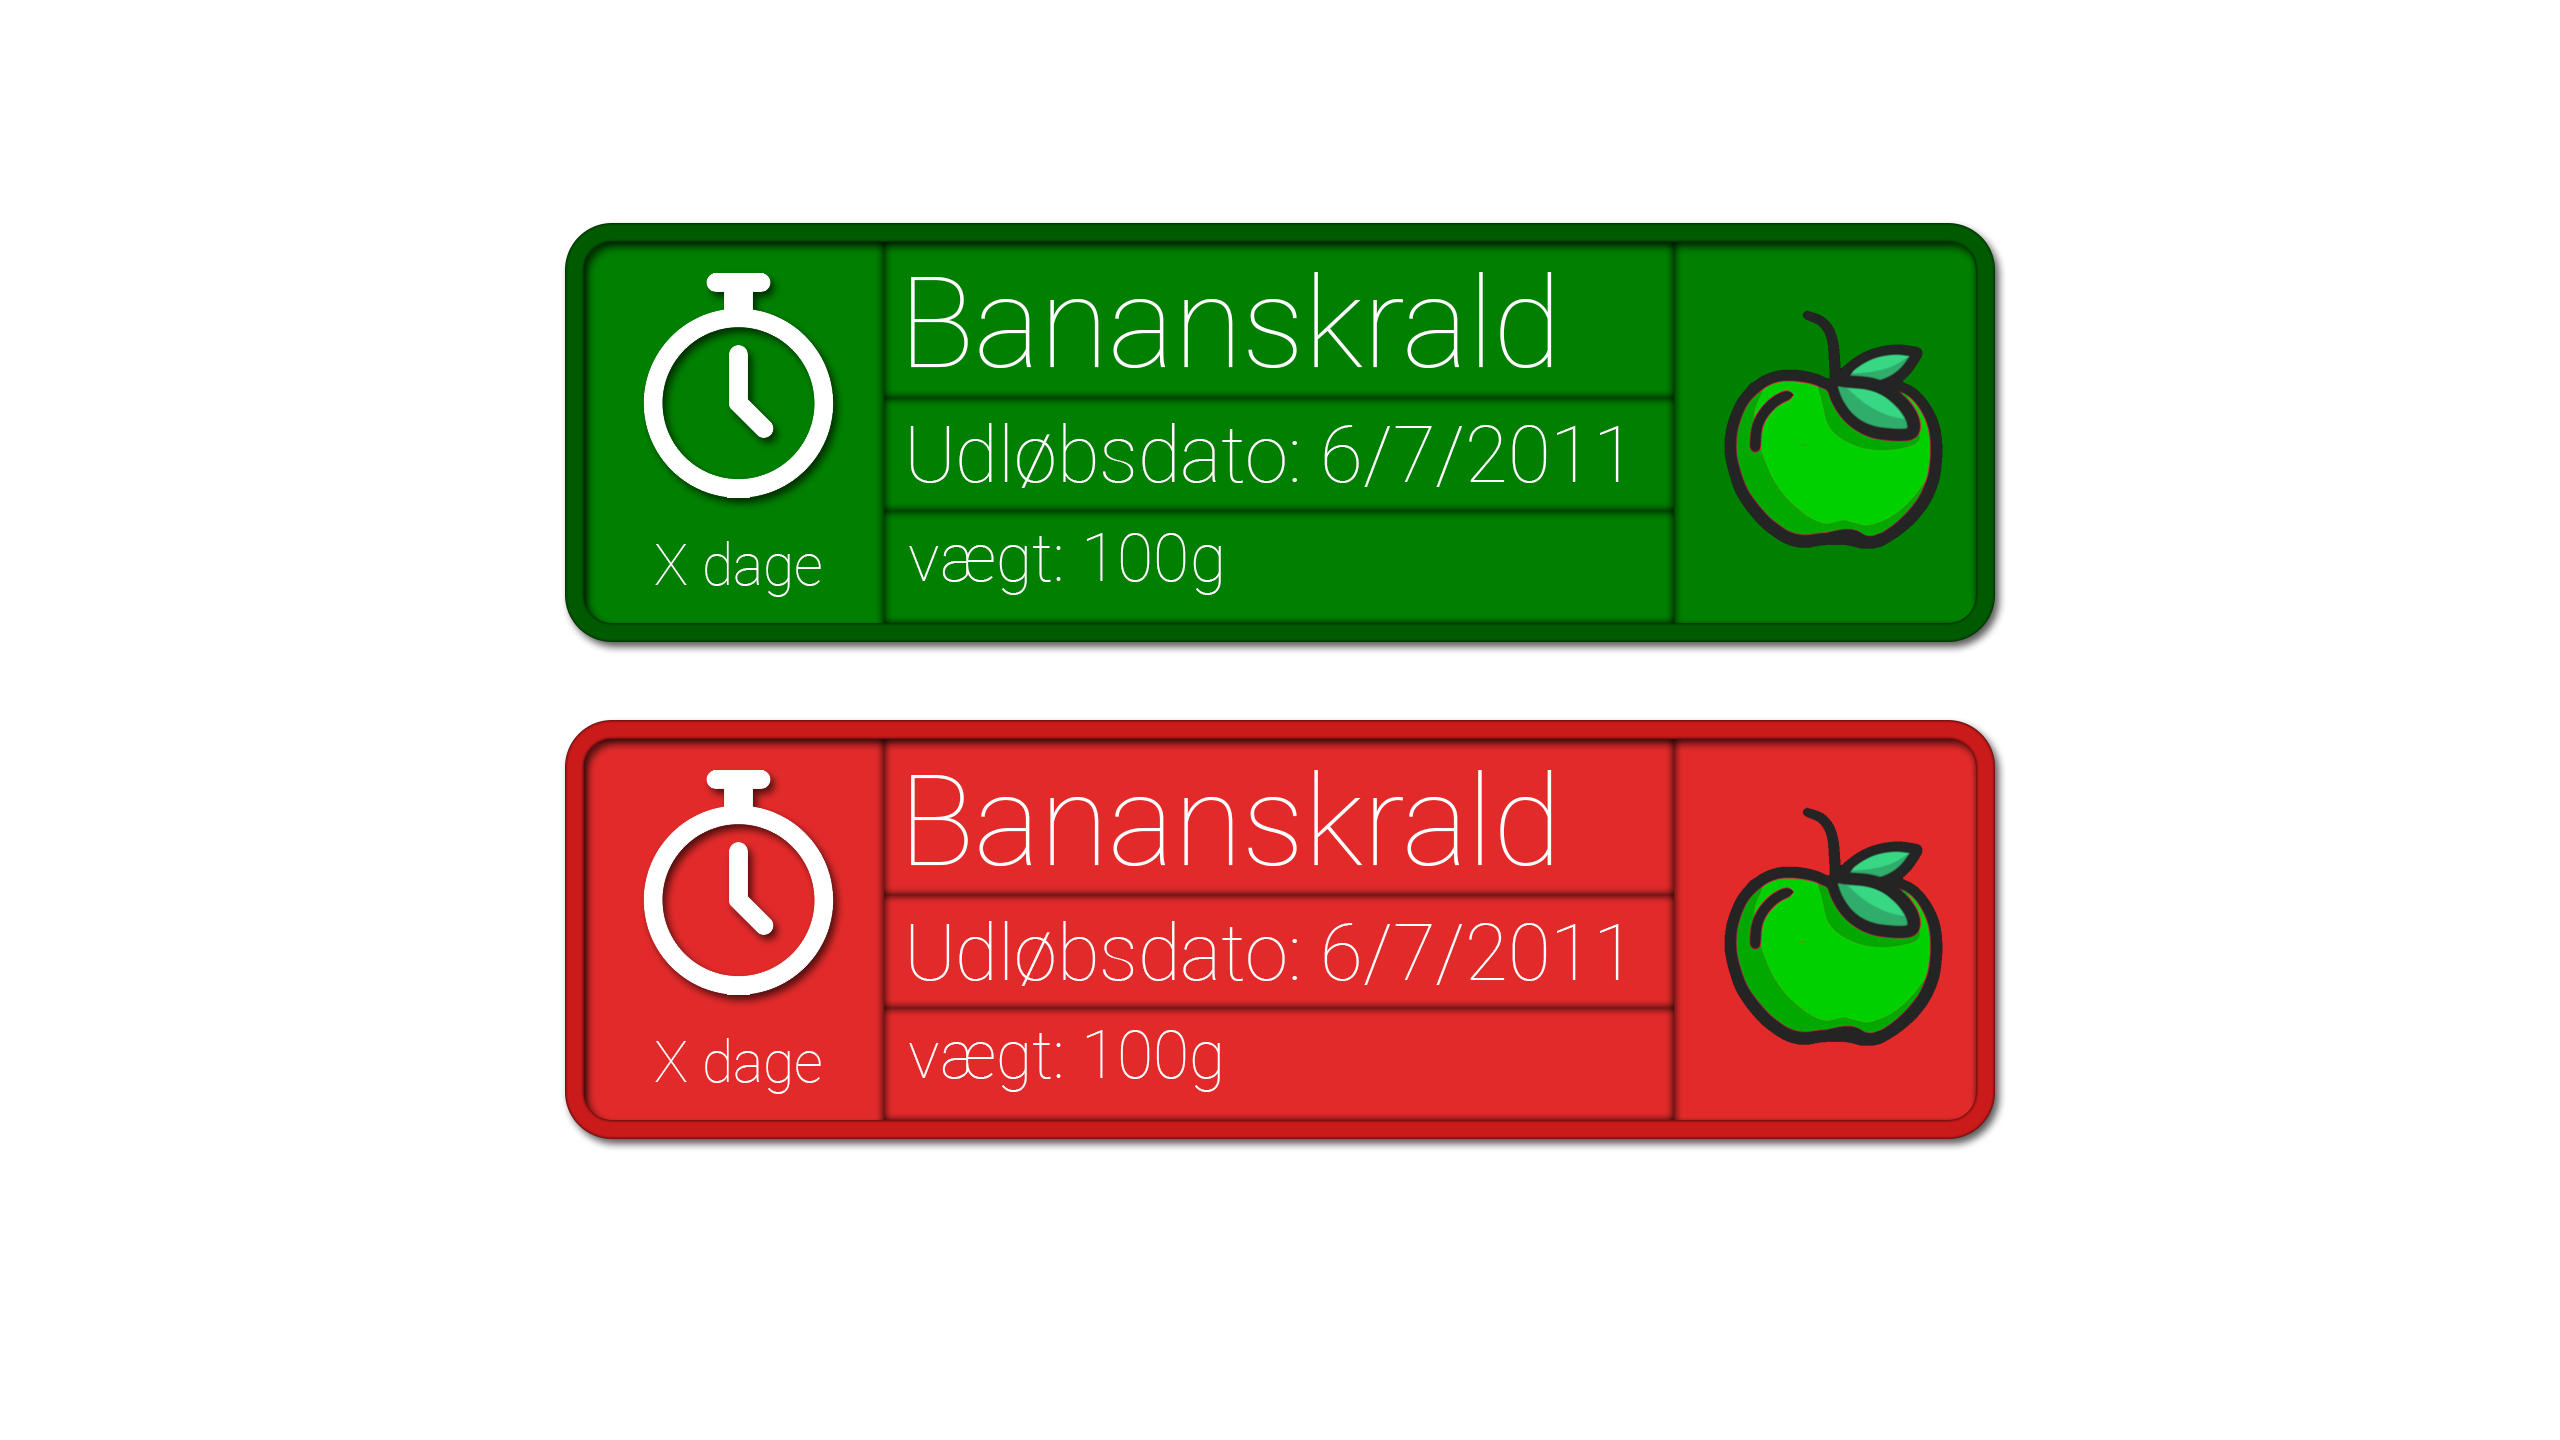 Bananskrald
Udløbsdato: 6/7/2011
vægt: 100g
X dage
Bananskrald
Udløbsdato: 6/7/2011
vægt: 100g
X dage